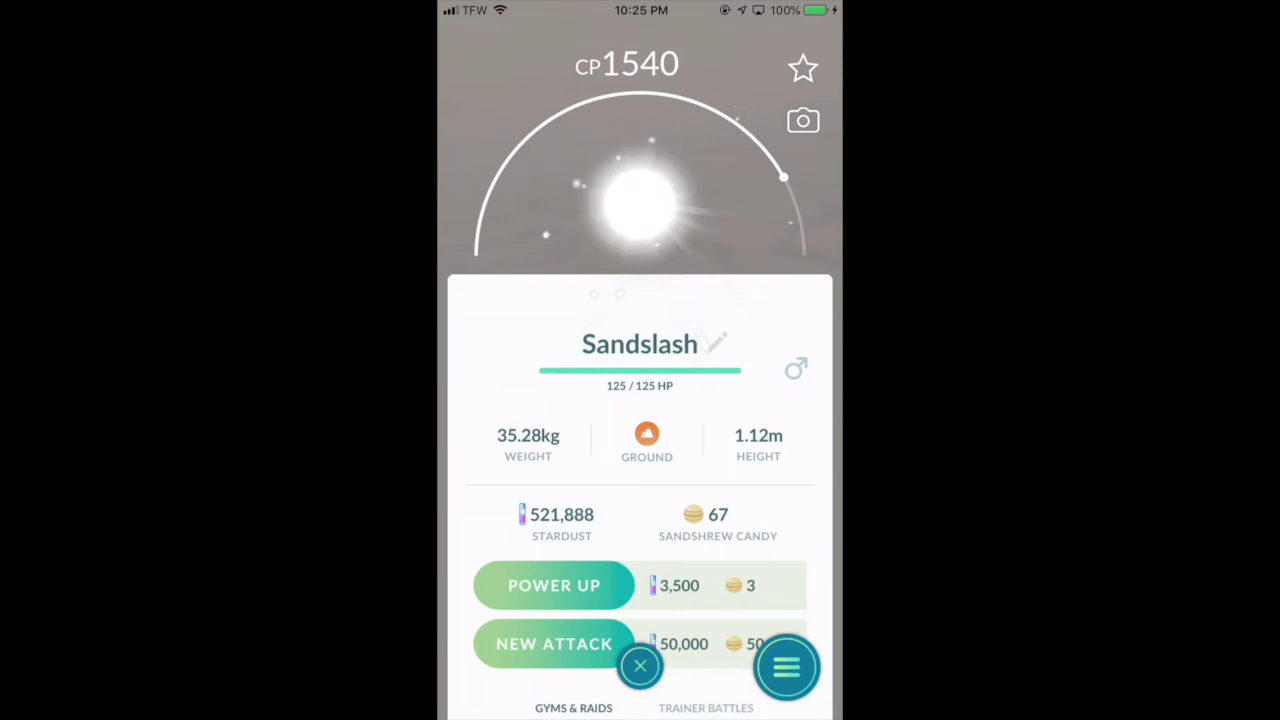 TFW 10:25 PM 100%
CP1540
Sandslash
125 / 125 HP
35.28kg 1.12m
WEIGHT GROUND HEIGHT
521,888 67
STARDUST SANDSHREW CANDY
POWER UP 3,500 3
NEW ATTACK 50,000 50
GYMS & RAIDS TRAINER BATTLES